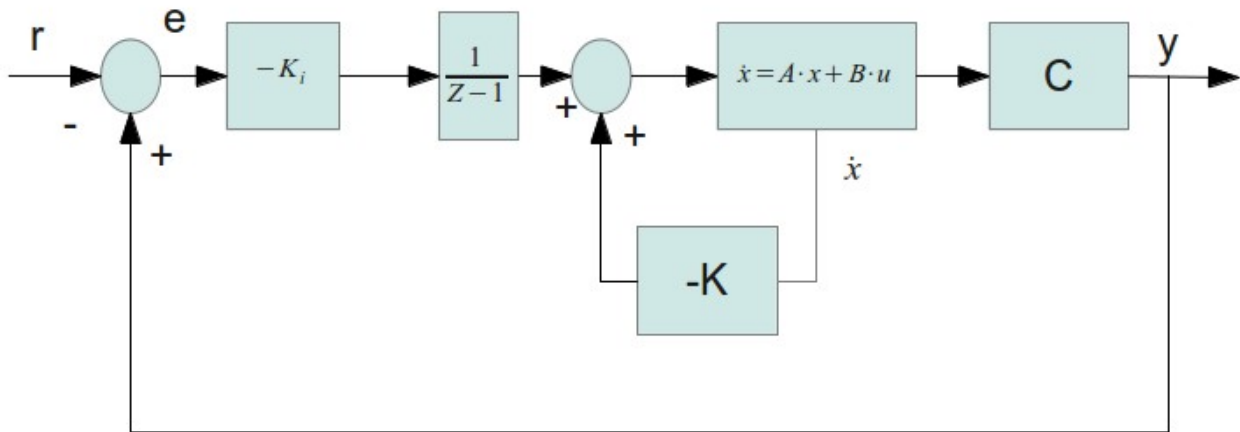 r
e
-
+
−K_i
1
Z−1
+
+
ẋ=A·x+B·u
ẋ
C
y
-K